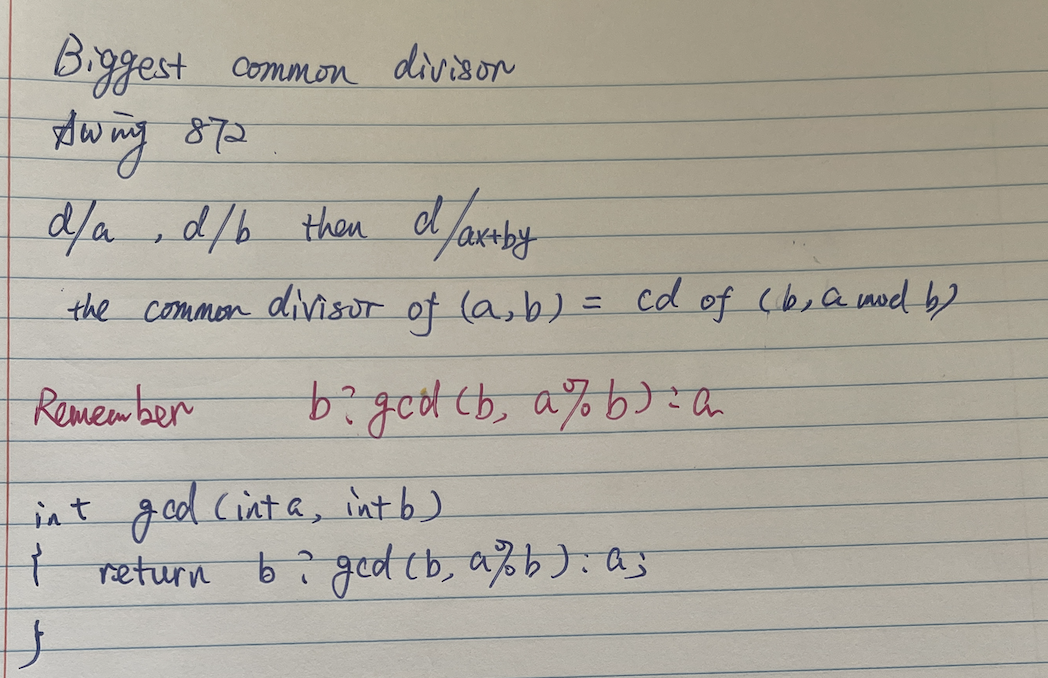 Biggest common divisor
Awing 872
d/a , d/b then d/ax+by
the common divisor of (a,b) = cd of (b, a mod b)
Remember b? gcd (b, a%b) : a
int gcd (int a, int b)
{ return b ? gcd (b, a%b) : a;
}